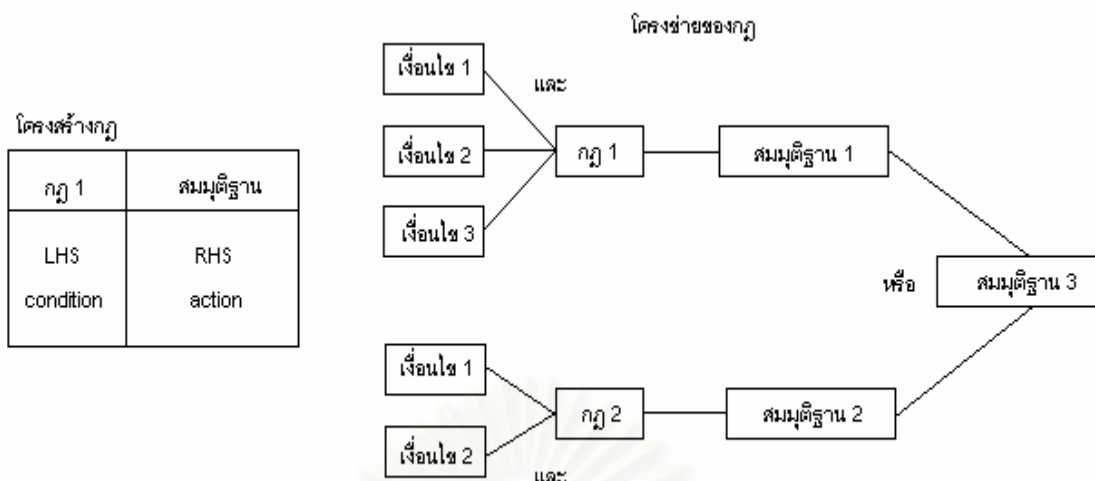 โครงสร้างกฎ
กฎ 1 สมมุติฐาน
LHS RHS
condition action
โครงข่ายของกฎ
เงื่อนไข 1
และ
เงื่อนไข 2 กฎ 1 สมมุติฐาน 1
เงื่อนไข 3
หรือ สมมุติฐาน 3
เงื่อนไข 1
กฎ 2 สมมุติฐาน 2
เงื่อนไข 2
และ